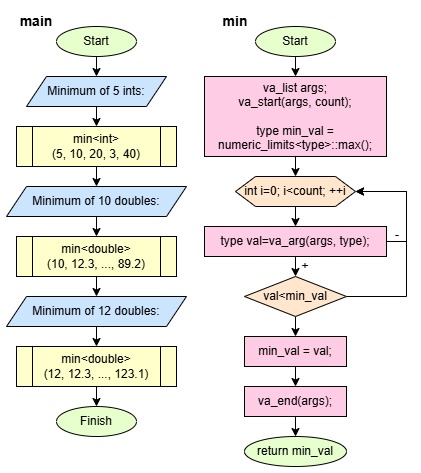 main
Start
Minimum of 5 ints:
min<int>
(5, 10, 20, 3, 40)
Minimum of 10 doubles:
min<double>
(10, 12.3, ..., 89.2)
Minimum of 12 doubles:
min<double>
(12, 12.3, ..., 123.1)
Finish
min
Start
va_list args;
va_start(args, count);
type min_val =
numeric_limits<type>::max();
int i=0; i<count; ++i
type val=va_arg(args, type);
-
+
val<min_val
min_val = val;
va_end(args);
return min_val